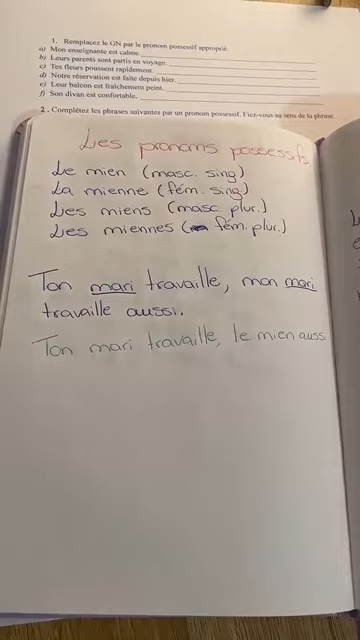 1. Remplacez le GN par le pronom possessif approprié.
a) Mon enseignante est calme.
b) Leurs parents sont partis en voyage.
c) Tes fleurs poussent rapidement.
d) Notre réservation est faite depuis hier.
e) Leur balcon est fraîchement peint.
f) Son divan est confortable.
2. Complétez les phrases suivantes par un pronom possessif. Fiez-vous au sens de la phrase.
Les pronoms possessifs
Le mien (masc. sing)
La mienne (fém. sing.)
Les miens (masc. plur.)
Les miennes (fém. plur.)
Ton mari travaille, mon mari
travaille aussi.
Ton mari travaille, le mien auss